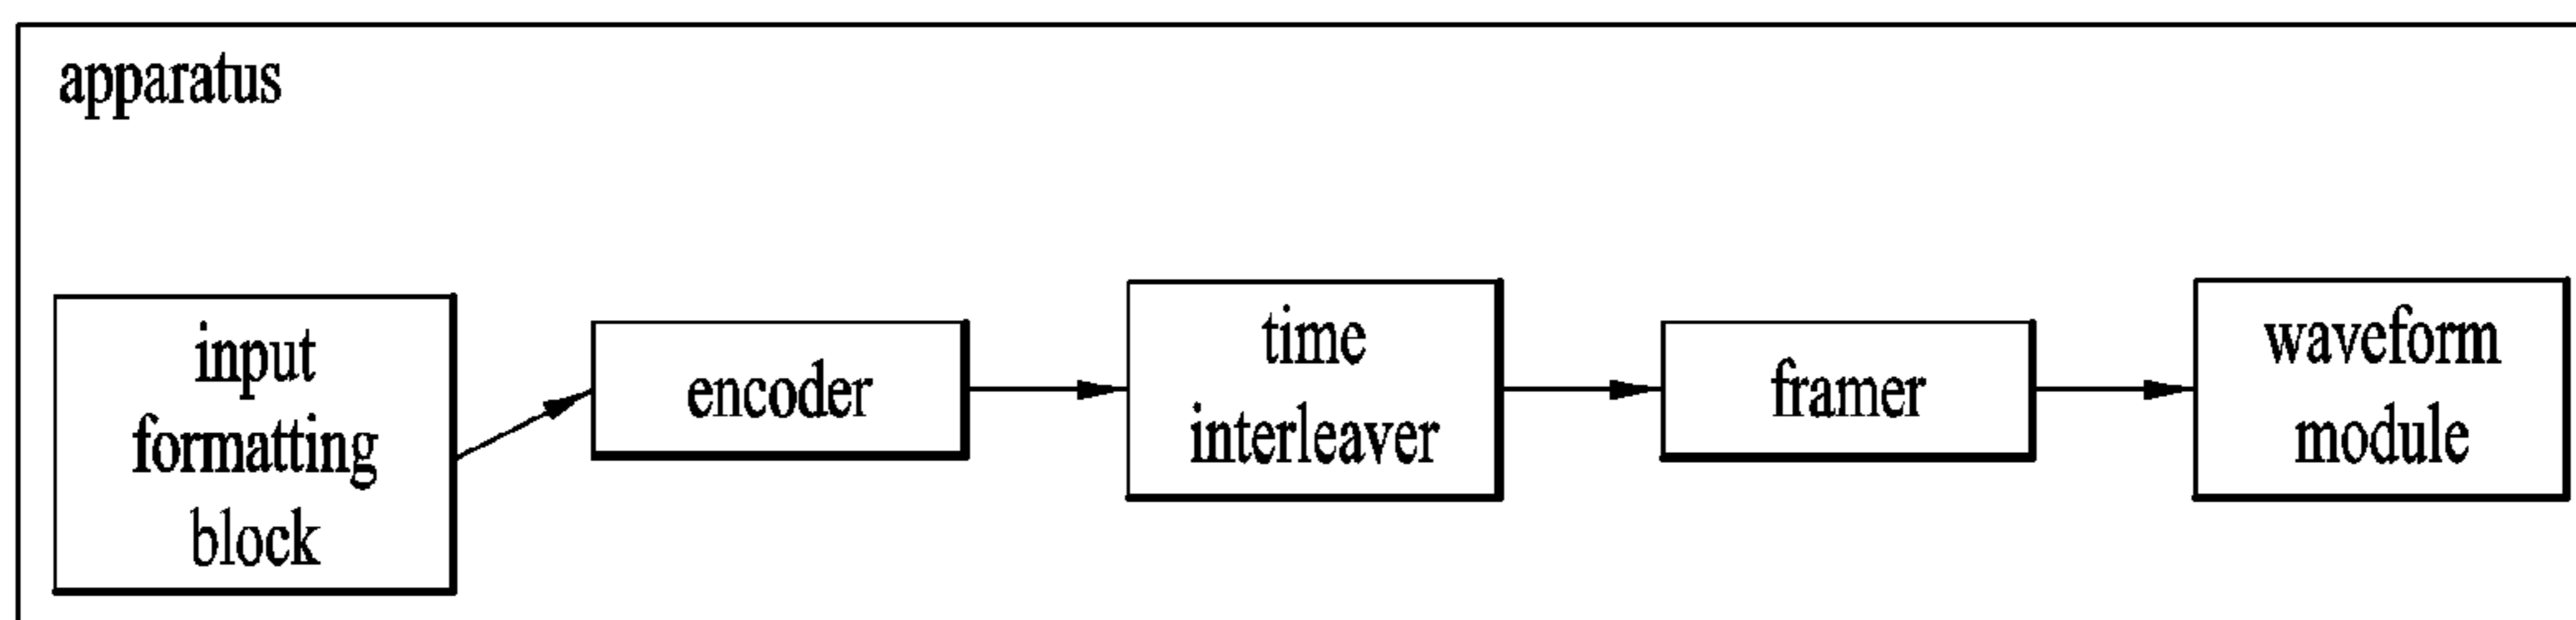 apparatus
input
formatting
block
encoder
time
interleaver
framer
waveform
module